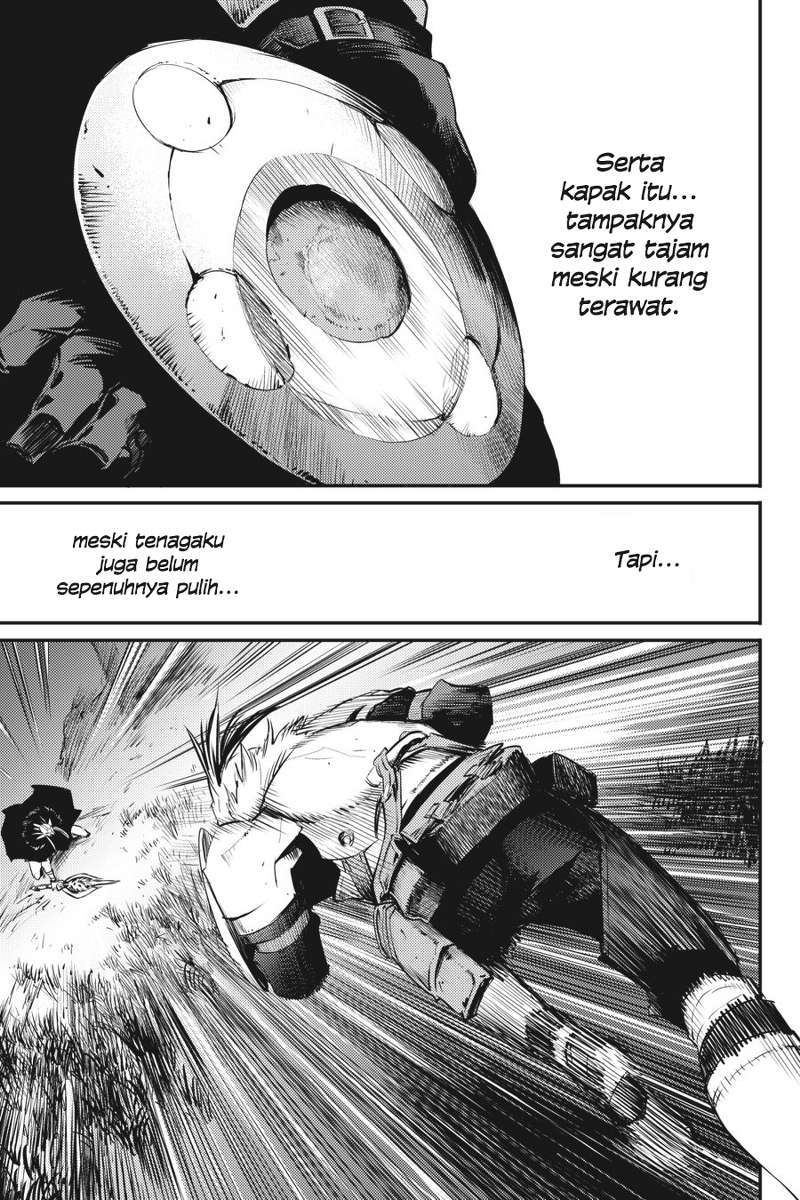 Serta
kapak itu...
tampaknya
sangat tajam
meski kurang
terawat.
Tapi...
meski tenagaku
juga belum
sepenuhnya pulih...